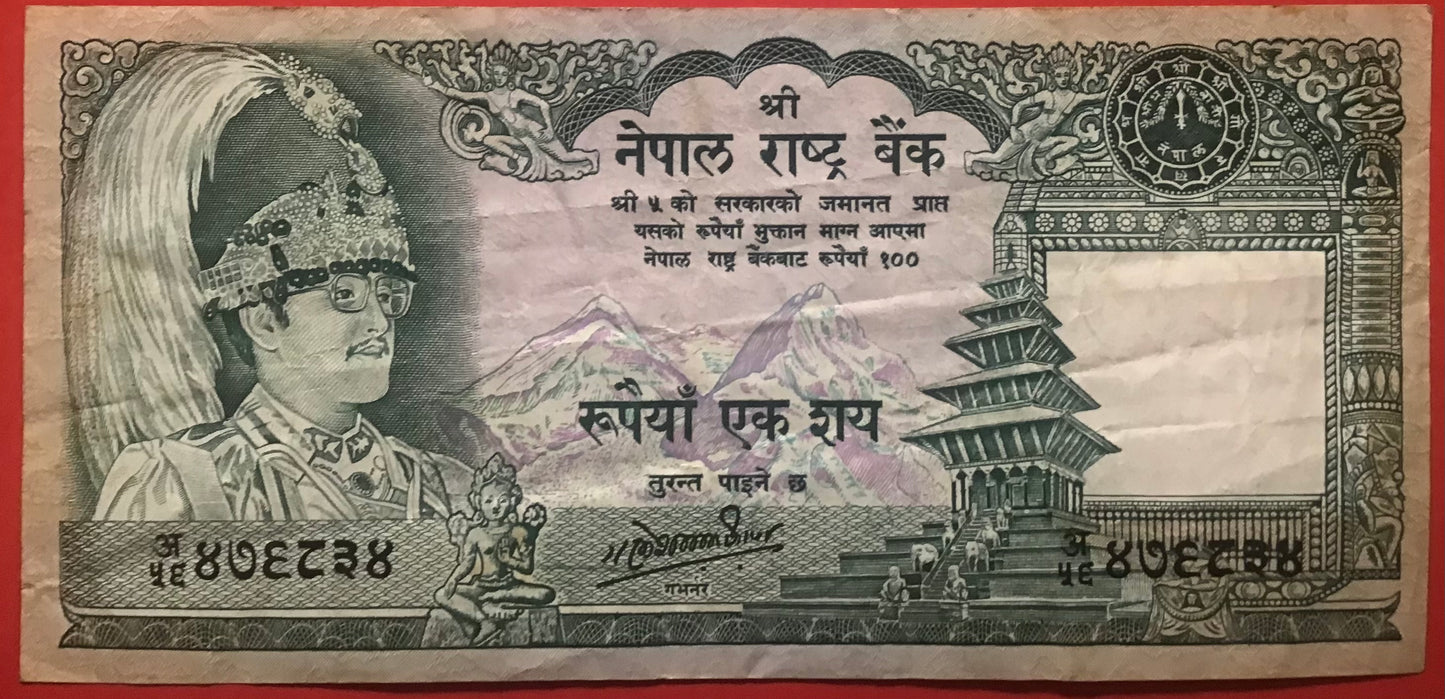 श्री
नेपाल राष्ट्र बैंक
श्री ५ को सरकारको जमानत प्राप्त
यसको रूपैयाँ भुक्तान माग्न आएमा
नेपाल राष्ट्र बैंकबाट रूपैयाँ १००
रूपैयाँ एक शय
तुरन्त पाइने छ
गभर्नर
अ
५६ ४७६८३४
अ
५६ ४७६८३४
नेपाल